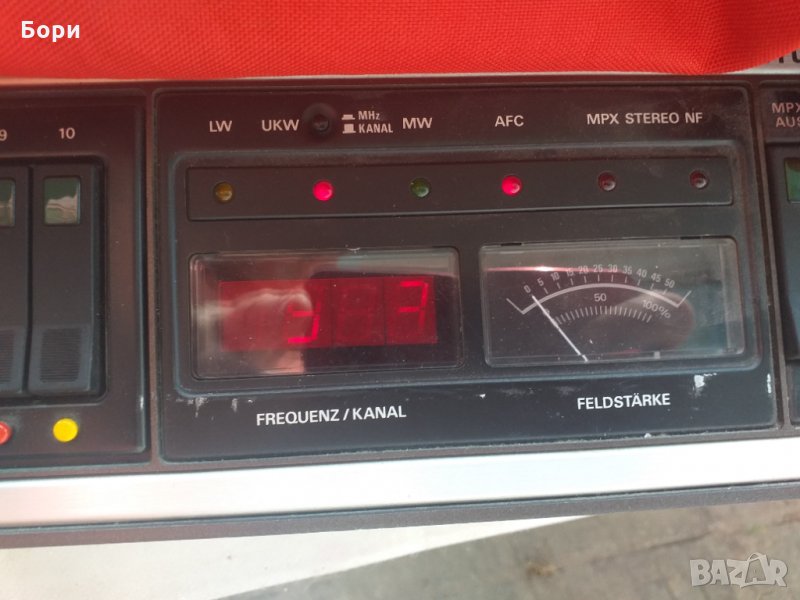 Бори
MPX
AUS
9 10
LW UKW MHz KANAL MW AFC MPX STEREO NF
0 5 10 15 20 25 30 35 40 45 50
50 100%
FREQUENZ/KANAL FELDSTÄRKE
BAZAR